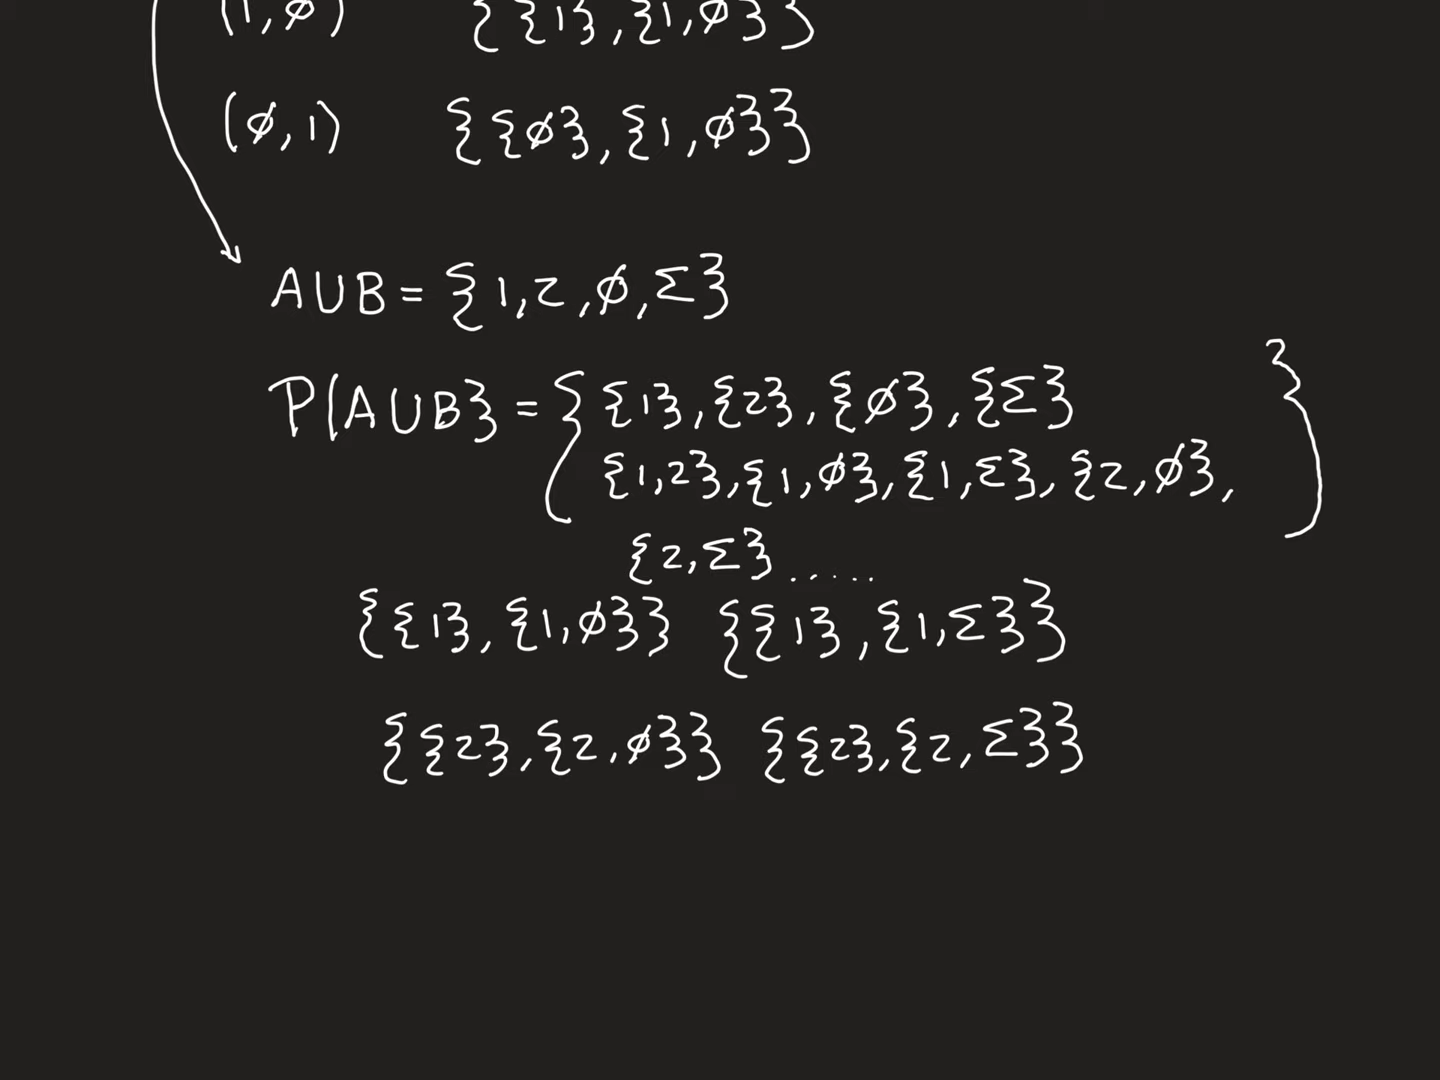 (1,∅) {{1},{1,∅}}
(∅,1) {{∅},{1,∅}}
A∪B = {1,2,∅,Σ}
P(A∪B} = {{1},{2},{∅},{Σ} }
{1,2},{1,∅},{1,Σ},{2,∅},
{2,Σ}.....
{{1},{1,∅}} {{1},{1,Σ}}
{{2},{2,∅}} {{2},{2,Σ}}